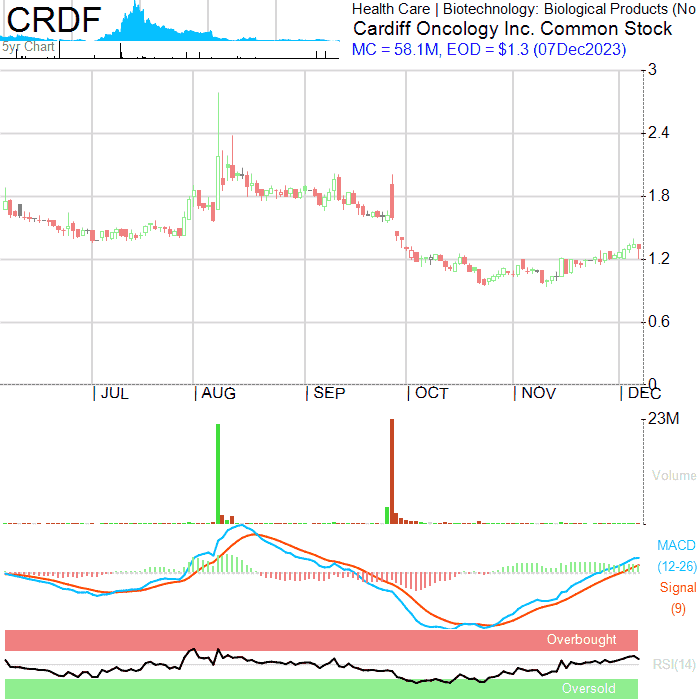 CRDF
5yr Chart
Health Care | Biotechnology: Biological Products (No
Cardiff Oncology Inc. Common Stock
MC = 58.1M, EOD = $1.3 (07Dec2023)
3
2.4
1.8
1.2
0.6
0
JUL AUG SEP OCT NOV DEC
23M
Volume
MACD
(12-26)
Signal
(9)
Overbought
RSI(14)
Oversold